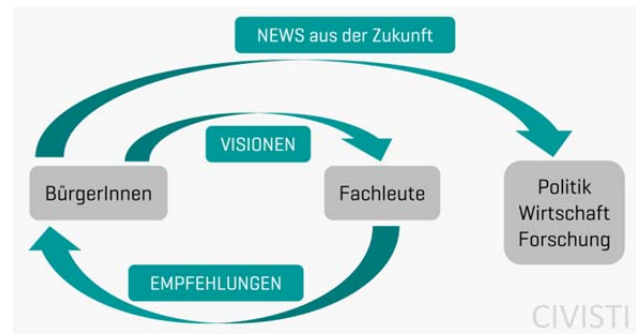 NEWS aus der Zukunft
VISIONEN
BürgerInnen
Fachleute
Politik
Wirtschaft
Forschung
EMPFEHLUNGEN
CIVISTI